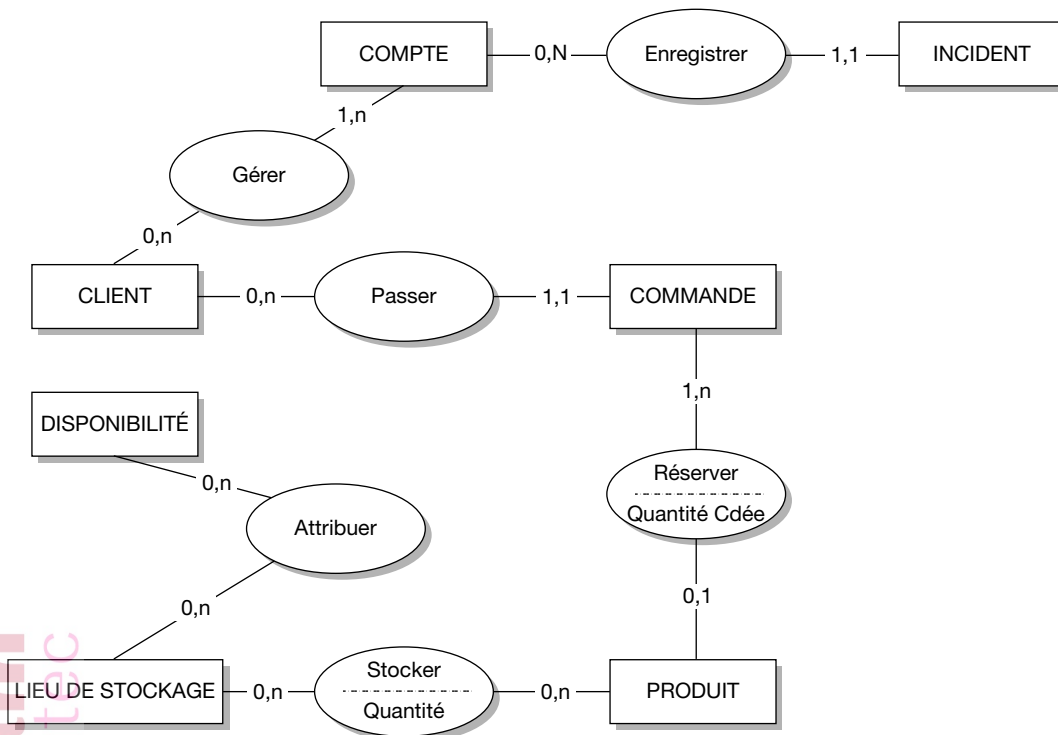 COMPTE
0,N
Enregistrer
1,1
INCIDENT
1,n
Gérer
0,n
CLIENT
0,n
Passer
1,1
COMMANDE
1,n
DISPONIBILITÉ
0,n
Attribuer
Réserver
Quantité Cdée
0,n
0,1
LIEU DE STOCKAGE
0,n
Stocker
Quantité
0,n
PRODUIT
tec